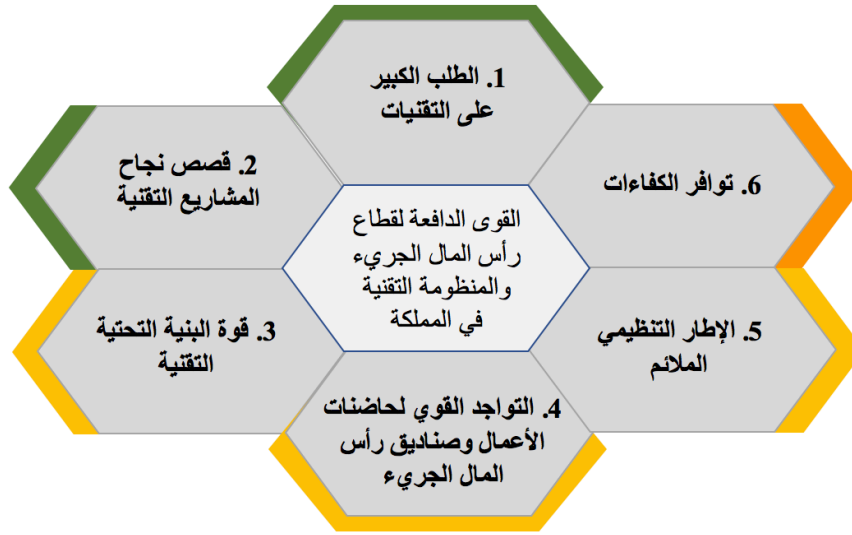 1. الطلب الكبير
على التقنيات
2. قصص نجاح
المشاريع التقنية
3. قوة البنية التحتية
التقنية
4. التواجد القوي لحاضنات
الأعمال وصناديق رأس
المال الجريء
5. الإطار التنظيمي
الملائم
6. توافر الكفاءات
القوى الدافعة لقطاع
رأس المال الجريء
والمنظومة التقنية
في المملكة